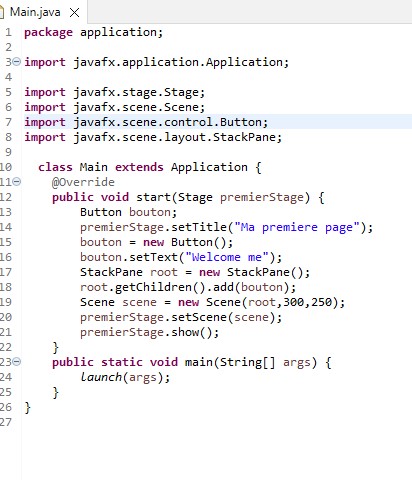 Main.java
1 package application;
2
3 import javafx.application.Application;
4
5 import javafx.stage.Stage;
6 import javafx.scene.Scene;
7 import javafx.scene.control.Button;
8 import javafx.scene.layout.StackPane;
9
10 class Main extends Application {
11 @Override
12 public void start(Stage premierStage) {
13 Button bouton;
14 premierStage.setTitle("Ma premiere page");
15 bouton = new Button();
16 bouton.setText("Welcome me");
17 StackPane root = new StackPane();
18 root.getChildren().add(bouton);
19 Scene scene = new Scene(root,300,250);
20 premierStage.setScene(scene);
21 premierStage.show();
22 }
23 public static void main(String[] args) {
24 launch(args);
25 }
26 }
27